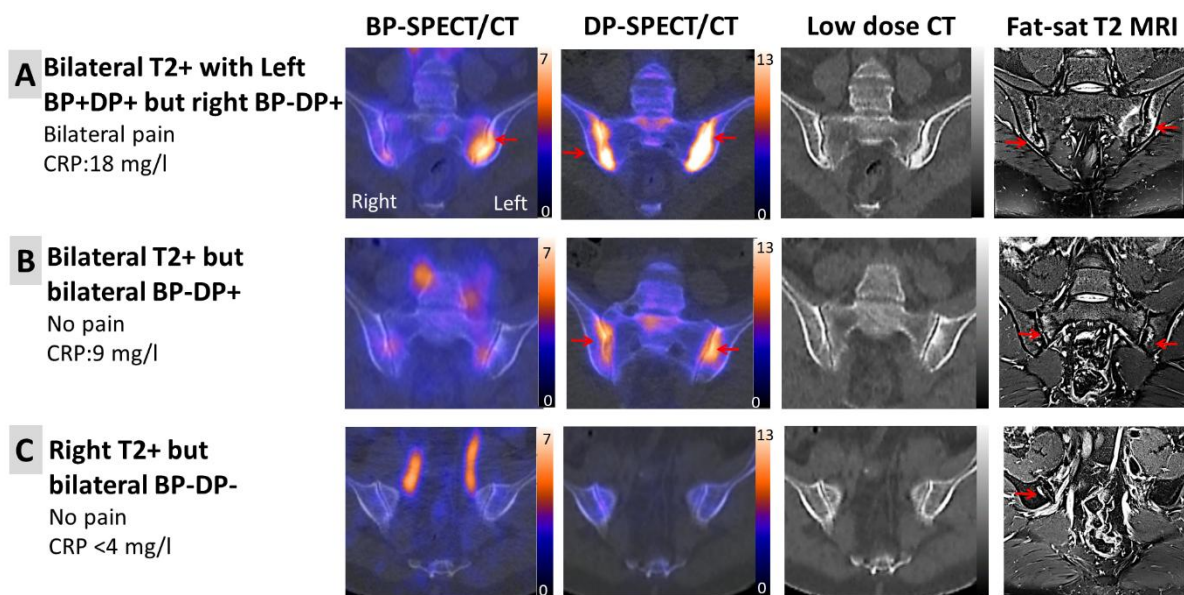 BP-SPECT/CT DP-SPECT/CT Low dose CT Fat-sat T2 MRI
A Bilateral T2+ with Left
BP+DP+ but right BP-DP+
Bilateral pain
CRP:18 mg/l
7
0
13
0
Right Left
B Bilateral T2+ but
bilateral BP-DP+
No pain
CRP:9 mg/l
7
0
13
0
C Right T2+ but
bilateral BP-DP-
No pain
CRP <4 mg/l
7
0
13
0